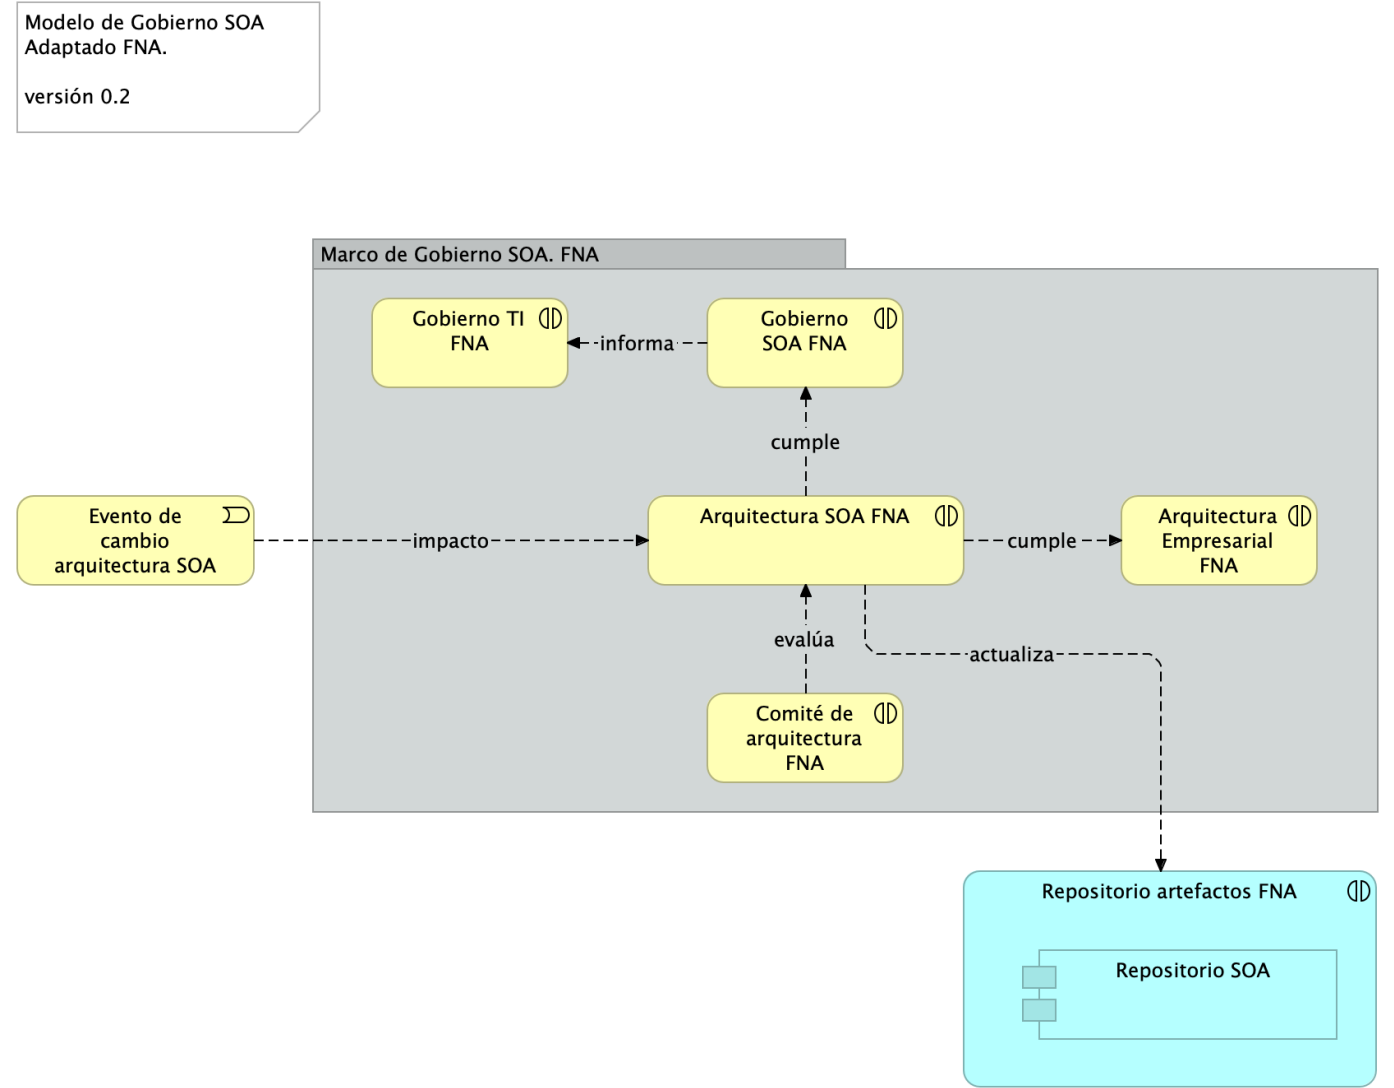 Modelo de Gobierno SOA
Adaptado FNA.
versión 0.2
Marco de Gobierno SOA. FNA
Gobierno TI
FNA
informa
Gobierno
SOA FNA
cumple
Evento de
cambio
arquitectura SOA
impacto
Arquitectura SOA FNA
cumple
Arquitectura
Empresarial
FNA
evalúa
actualiza
Comité de
arquitectura
FNA
Repositorio artefactos FNA
Repositorio SOA